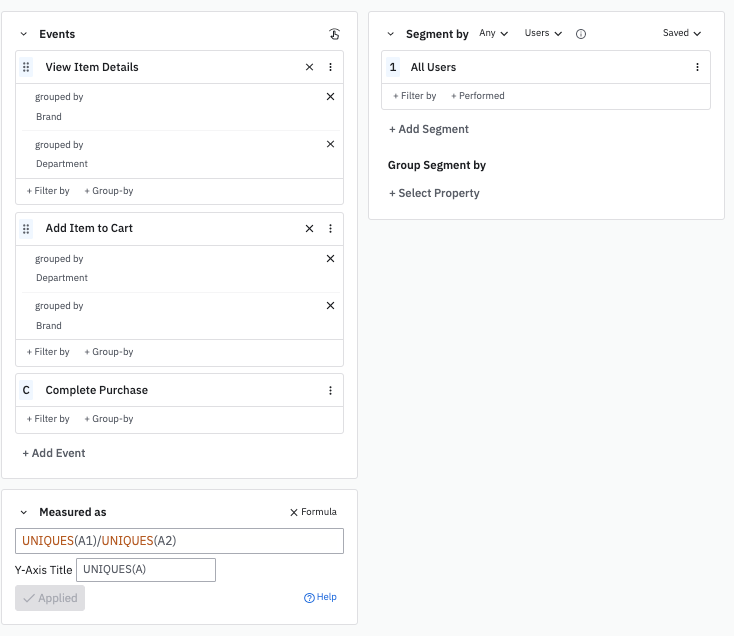 Events
View Item Details
grouped by
Brand
grouped by
Department
+ Filter by + Group-by
Add Item to Cart
grouped by
Department
grouped by
Brand
+ Filter by + Group-by
C Complete Purchase
+ Filter by + Group-by
+ Add Event
Measured as Formula
UNIQUES(A1)/UNIQUES(A2)
Y-Axis Title UNIQUES(A)
Applied Help
Segment by Any Users Saved
1 All Users
+ Filter by + Performed
+ Add Segment
Group Segment by
+ Select Property